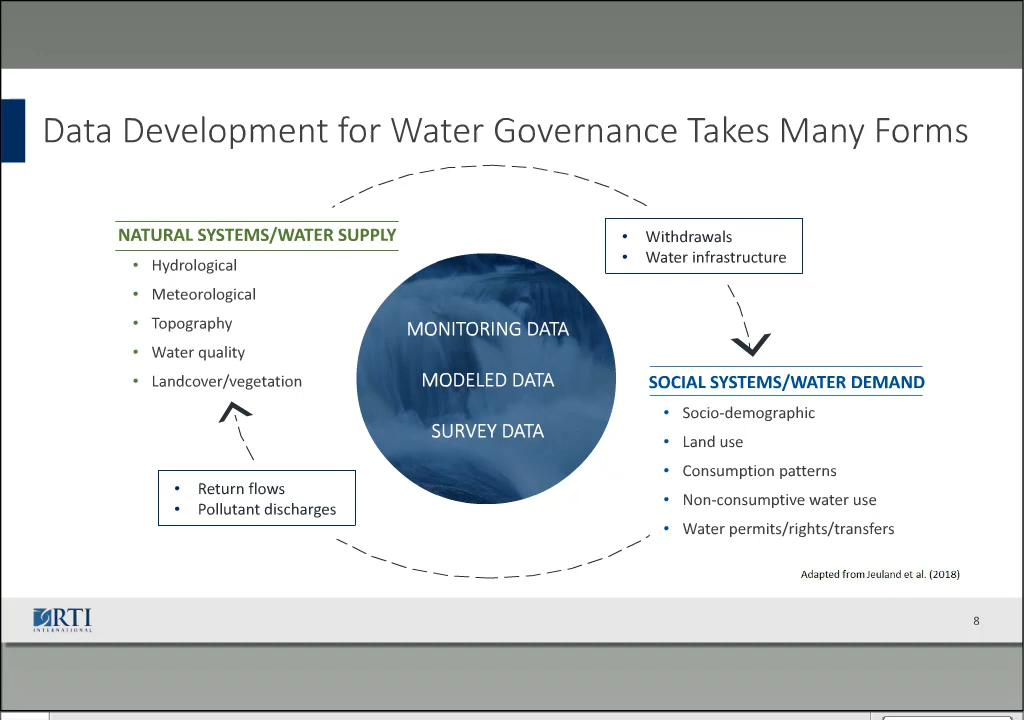 Data Development for Water Governance Takes Many Forms
NATURAL SYSTEMS/WATER SUPPLY
• Hydrological
• Meteorological
• Topography
• Water quality
• Landcover/vegetation
• Withdrawals
• Water infrastructure
MONITORING DATA
MODELED DATA
SURVEY DATA
SOCIAL SYSTEMS/WATER DEMAND
• Socio-demographic
• Land use
• Consumption patterns
• Non-consumptive water use
• Water permits/rights/transfers
• Return flows
• Pollutant discharges
Adapted from Jeuland et al. (2018)
RTI
INTERNATIONAL
8